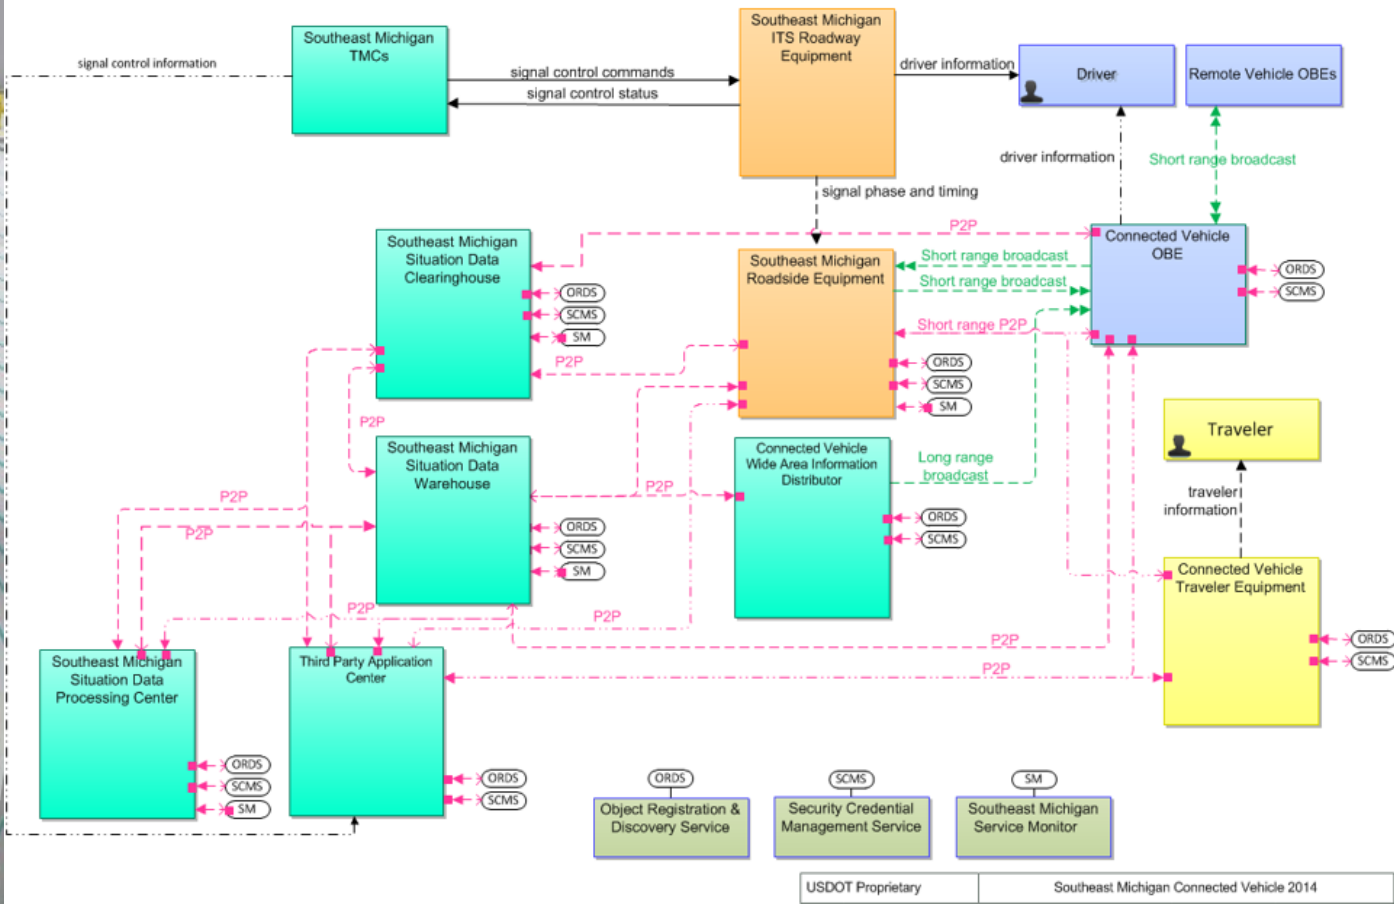 Southeast Michigan
TMCs
Southeast Michigan
ITS Roadway
Equipment
signal control information
signal control commands
signal control status
driver information
Driver
Remote Vehicle OBEs
driver information
Short range broadcast
signal phase and timing
P2P
Southeast Michigan
Situation Data
Clearinghouse
ORDS
SCMS
SM
Southeast Michigan
Roadside Equipment
ORDS
SCMS
SM
Short range broadcast
Short range broadcast
Short range P2P
Connected Vehicle
OBE
ORDS
SCMS
P2P
P2P
Traveler
traveler
information
Southeast Michigan
Situation Data
Warehouse
ORDS
SCMS
SM
P2P
Connected Vehicle
Wide Area Information
Distributor
ORDS
SCMS
Long range
broadcast
P2P
P2P
P2P
P2P
P2P
P2P
Connected Vehicle
Traveler Equipment
ORDS
SCMS
Southeast Michigan
Situation Data
Processing Center
ORDS
SCMS
SM
Third Party Application
Center
ORDS
SCMS
ORDS
Object Registration &
Discovery Service
SCMS
Security Credential
Management Service
SM
Southeast Michigan
Service Monitor
USDOT Proprietary
Southeast Michigan Connected Vehicle 2014